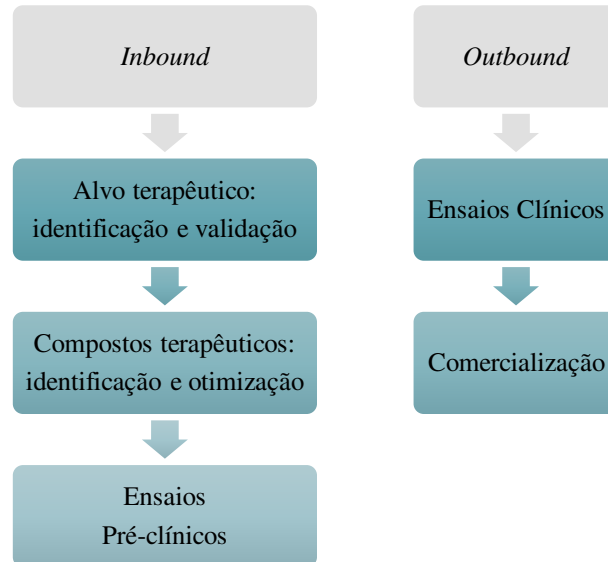 Inbound
Alvo terapêutico:
identificação e validação
Compostos terapêuticos:
identificação e otimização
Ensaios
Pré-clínicos
Outbound
Ensaios Clínicos
Comercialização